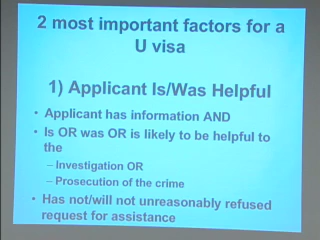 2 most important factors for a
U visa
1) Applicant Is/Was Helpful
• Applicant has information AND
• Is OR was OR is likely to be helpful to
the
– Investigation OR
– Prosecution of the crime
• Has not/will not unreasonably refused
request for assistance